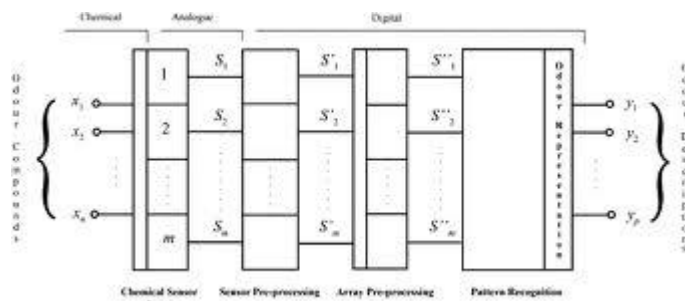 Chemical
Analogue
Digital
Odour Compounds
x1
x2
xn
1
2
m
S1
S2
Sm
S`1
S`2
S`m
S``1
S``2
S``m
Odour Representation
y1
y2
yp
Chemical Sensor
Sensor Pre-processing
Array Pre-processing
Pattern Recognition